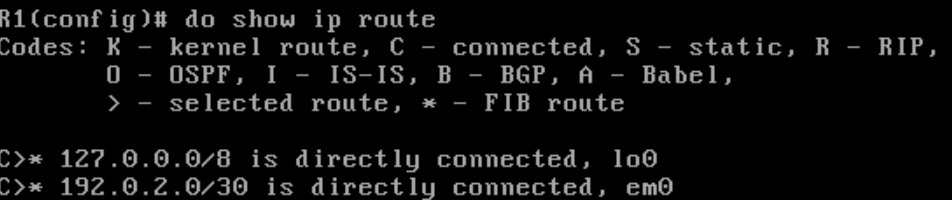 R1(config)# do show ip route
Codes: K - kernel route, C - connected, S - static, R - RIP,
       O - OSPF, I - IS-IS, B - BGP, A - Babel,
       > - selected route, * - FIB route

C>* 127.0.0.0/8 is directly connected, lo0
C>* 192.0.2.0/30 is directly connected, em0